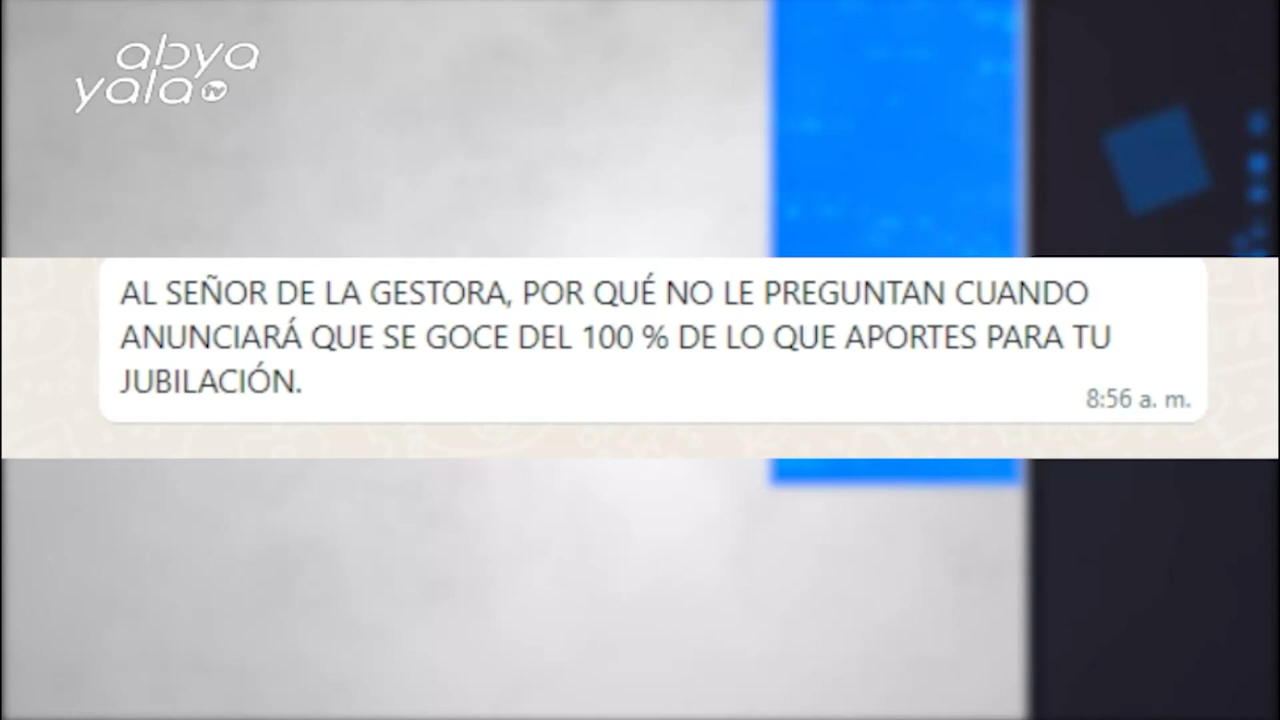 abya
yala tv
AL SEÑOR DE LA GESTORA, POR QUÉ NO LE PREGUNTAN CUANDO
ANUNCIARÁ QUE SE GOCE DEL 100 % DE LO QUE APORTES PARA TU
JUBILACIÓN.
8:56 a. m.